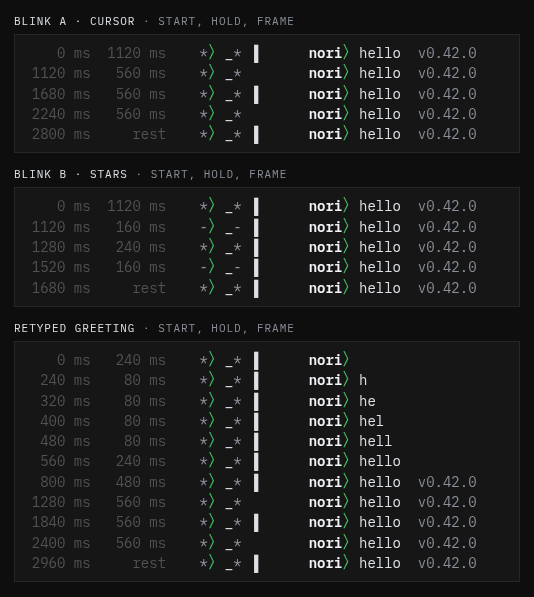 BLINK A · CURSOR · START, HOLD, FRAME
0 ms 1120 ms *〉_* ▌ nori〉 hello v0.42.0
1120 ms 560 ms *〉_* nori〉 hello v0.42.0
1680 ms 560 ms *〉_* ▌ nori〉 hello v0.42.0
2240 ms 560 ms *〉_* nori〉 hello v0.42.0
2800 ms rest *〉_* ▌ nori〉 hello v0.42.0
BLINK B · STARS · START, HOLD, FRAME
0 ms 1120 ms *〉_* ▌ nori〉 hello v0.42.0
1120 ms 160 ms -〉_- ▌ nori〉 hello v0.42.0
1280 ms 240 ms *〉_* ▌ nori〉 hello v0.42.0
1520 ms 160 ms -〉_- ▌ nori〉 hello v0.42.0
1680 ms rest *〉_* ▌ nori〉 hello v0.42.0
RETYPED GREETING · START, HOLD, FRAME
0 ms 240 ms *〉_* ▌ nori〉
240 ms 80 ms *〉_* ▌ nori〉 h
320 ms 80 ms *〉_* ▌ nori〉 he
400 ms 80 ms *〉_* ▌ nori〉 hel
480 ms 80 ms *〉_* ▌ nori〉 hell
560 ms 240 ms *〉_* ▌ nori〉 hello
800 ms 480 ms *〉_* ▌ nori〉 hello v0.42.0
1280 ms 560 ms *〉_* nori〉 hello v0.42.0
1840 ms 560 ms *〉_* ▌ nori〉 hello v0.42.0
2400 ms 560 ms *〉_* nori〉 hello v0.42.0
2960 ms rest *〉_* ▌ nori〉 hello v0.42.0